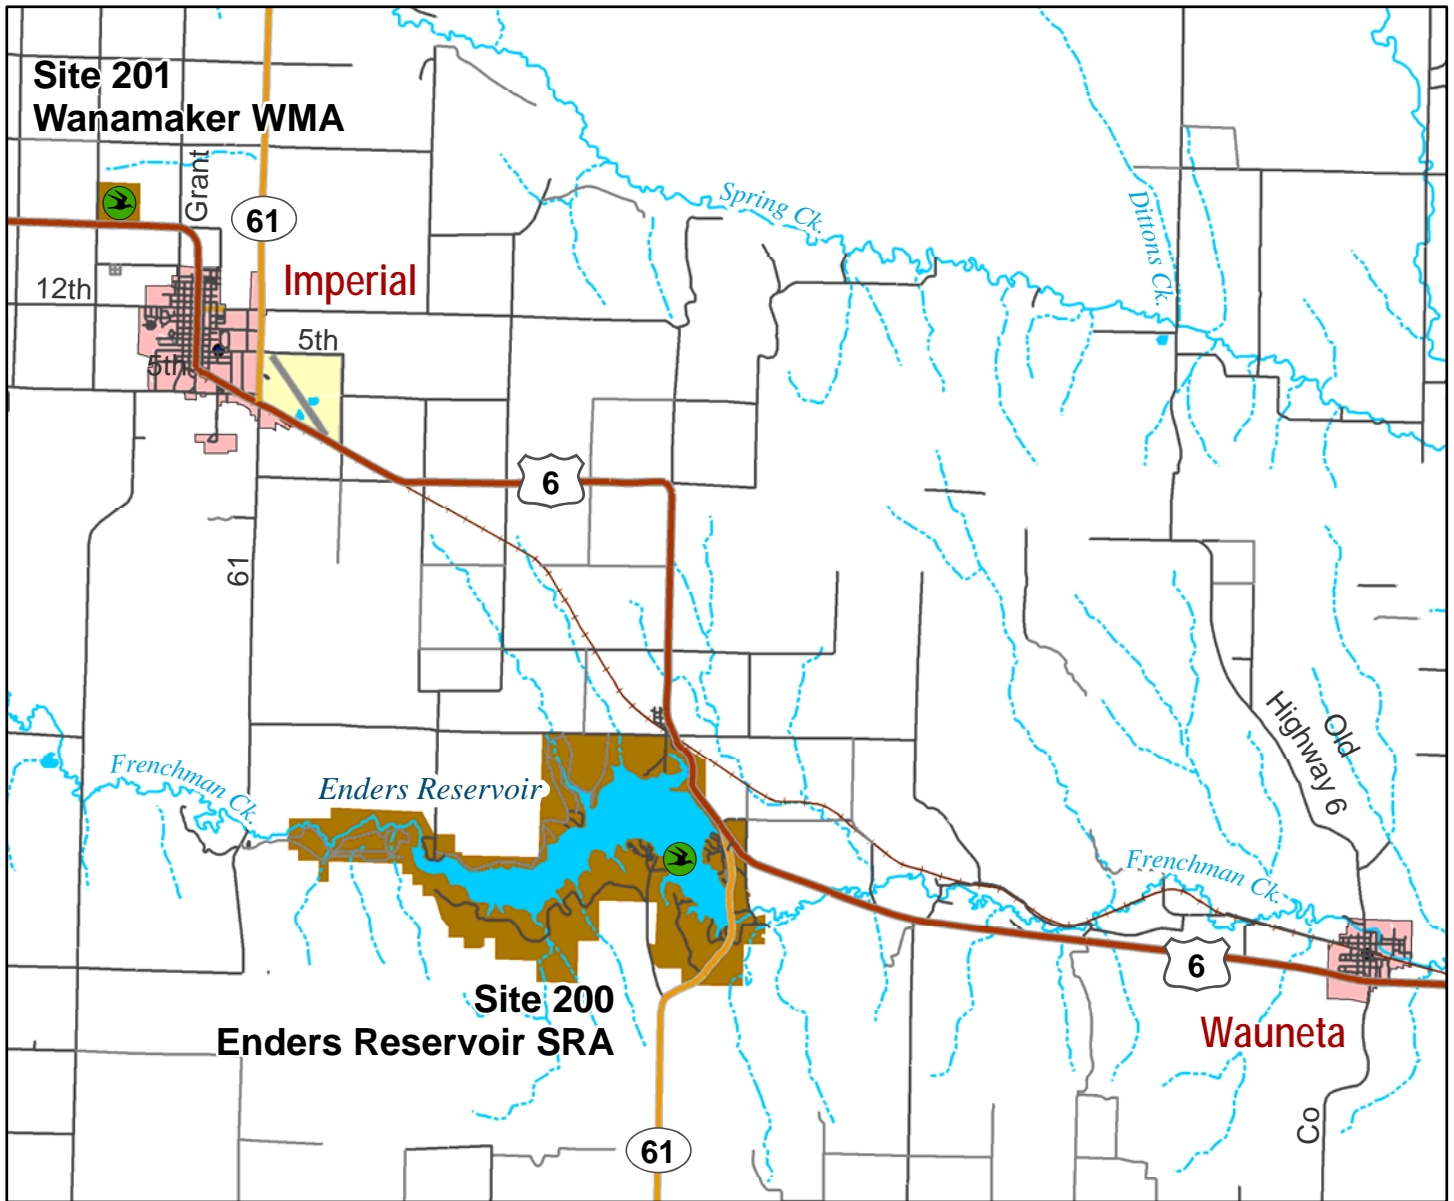 Site 201
Wanamaker WMA
Grant
61
Spring Ck.
Dittons Ck.
Imperial
12th
5th
5th
6
61
Old
Highway 6
Frenchman Ck.
Enders Reservoir
Frenchman Ck.
6
Site 200
Enders Reservoir SRA
Wauneta
Co
61